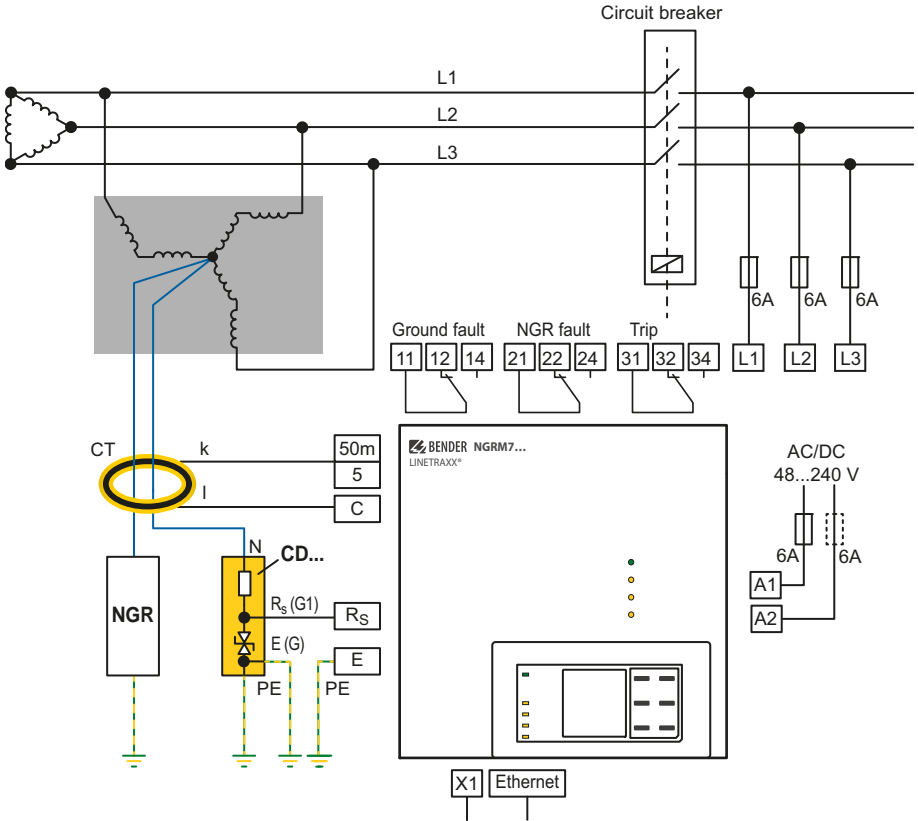 Circuit breaker
L1
L2
L3
6A
6A
6A
Ground fault
NGR fault
Trip
11
12
14
21
22
24
31
32
34
L1
L2
L3
CT
k
l
50m
5
C
BENDER NGRM7...
LINETRAXX®
AC/DC
48...240 V
6A
6A
A1
A2
N
CD...
NGR
Rs (G1)
RS
E (G)
E
PE
PE
X1
Ethernet